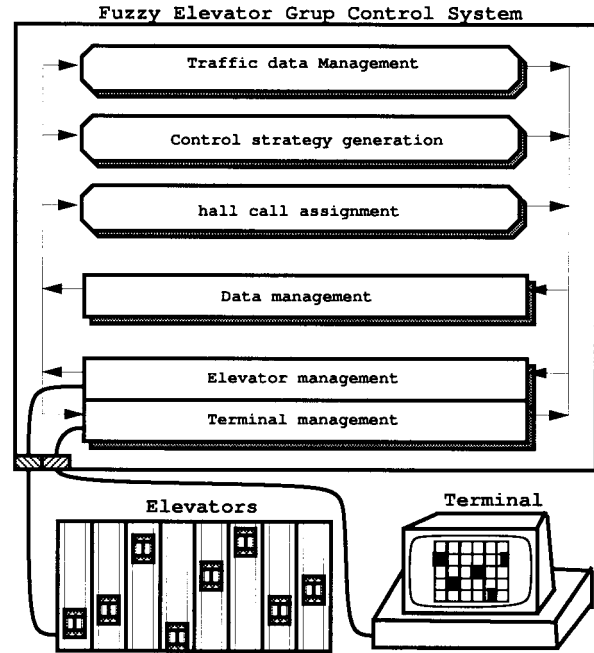 Fuzzy Elevator Grup Control System
Traffic data Management
Control strategy generation
hall call assignment
Data management
Elevator management
Terminal management
Elevators
Terminal